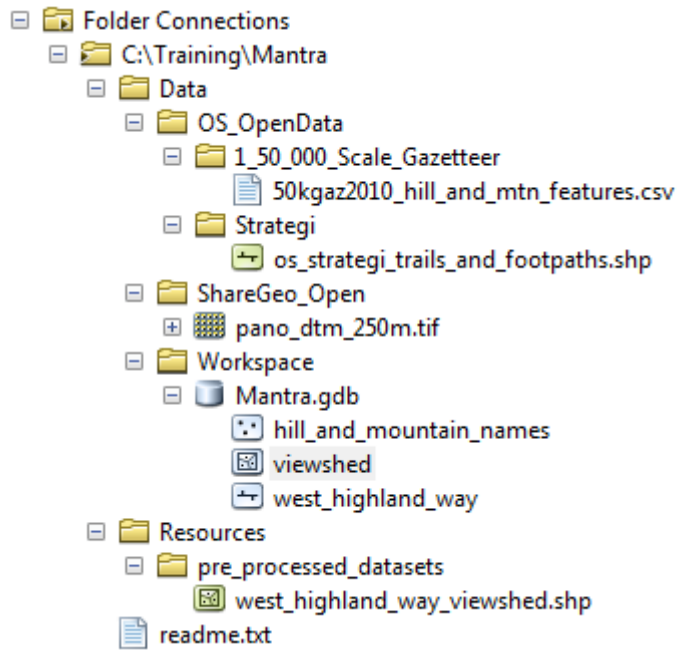 Folder Connections
C:\Training\Mantra
Data
OS_OpenData
1_50_000_Scale_Gazetteer
50kgaz2010_hill_and_mtn_features.csv
Strategi
os_strategi_trails_and_footpaths.shp
ShareGeo_Open
pano_dtm_250m.tif
Workspace
Mantra.gdb
hill_and_mountain_names
viewshed
west_highland_way
Resources
pre_processed_datasets
west_highland_way_viewshed.shp
readme.txt